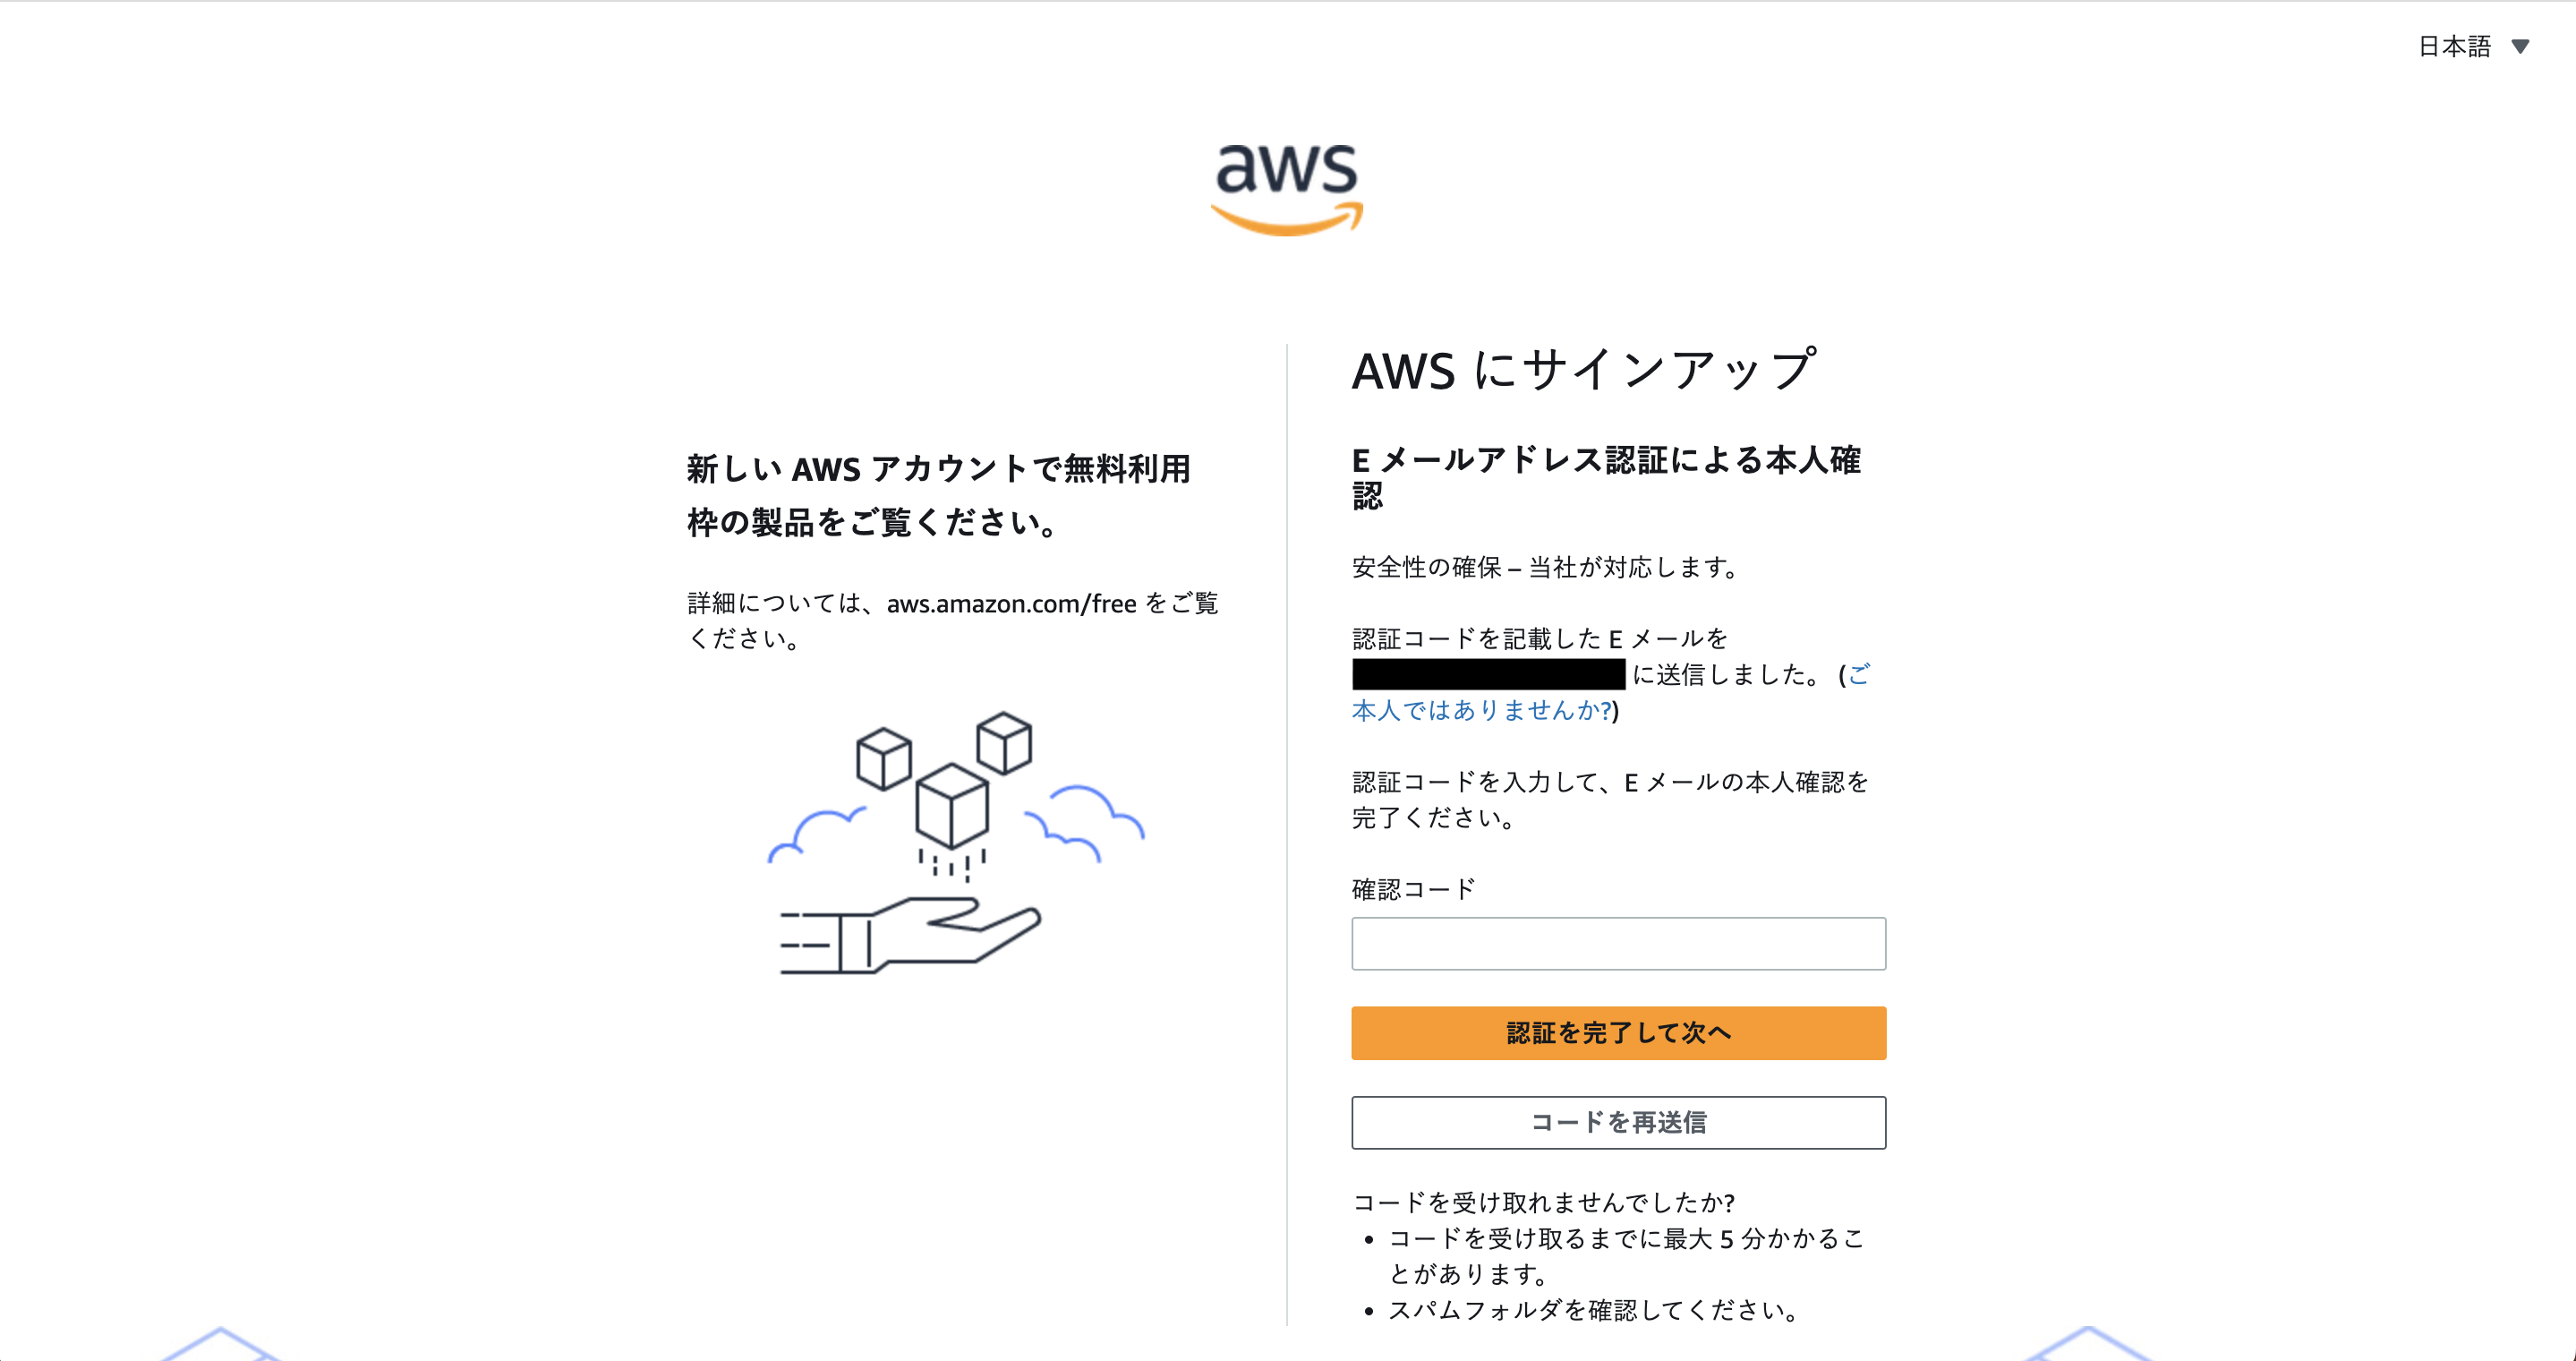 日本語
aws
新しい AWS アカウントで無料利用
枠の製品をご覧ください。
詳細については、aws.amazon.com/free をご覧
ください。
AWS にサインアップ
E メールアドレス認証による本人確
認
安全性の確保 – 当社が対応します。
認証コードを記載した E メールを
に送信しました。 (ご
本人ではありませんか?)
認証コードを入力して、E メールの本人確認を
完了ください。
確認コード
認証を完了して次へ
コードを再送信
コードを受け取れませんでしたか?
• コードを受け取るまでに最大 5 分かかるこ
とがあります。
• スパムフォルダを確認してください。